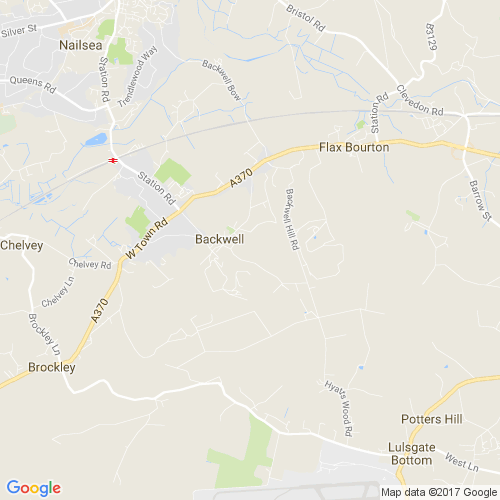 Silver St
Nailsea
Bristol Rd
B3129
Trendlewood Way
Queens Rd
Station Rd
Backwell Bow
Clevedon Rd
Station Rd
Flax Bourton
A370
Station Rd
Barrow St
Backwell Hill Rd
W Town Rd
Backwell
Chelvey
Chelvey Rd
Chelvey Ln
A370
Brockley Ln
Brockley
Hyatts Wood Rd
Potters Hill
Lulsgate
Bottom
West Ln
Google
Map data ©2017 Google